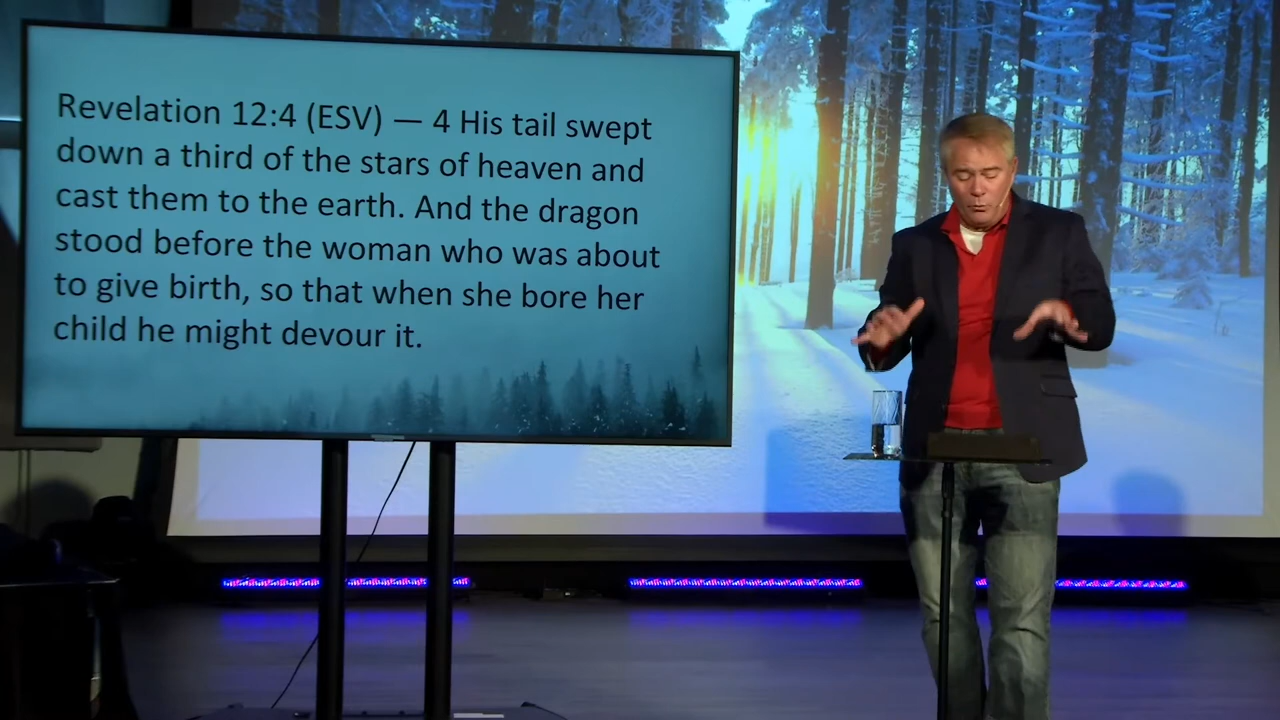 Revelation 12:4 (ESV) — 4 His tail swept
down a third of the stars of heaven and
cast them to the earth. And the dragon
stood before the woman who was about
to give birth, so that when she bore her
child he might devour it.